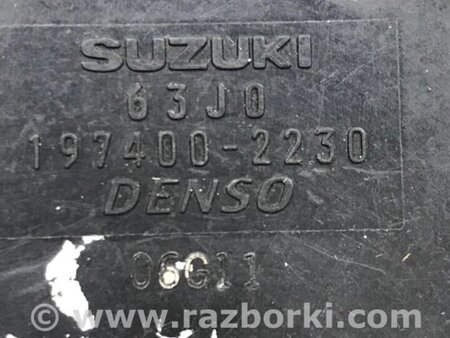 SUZUKI
63J0
197400-2230
DENSO
06G11
© www.razborki.com